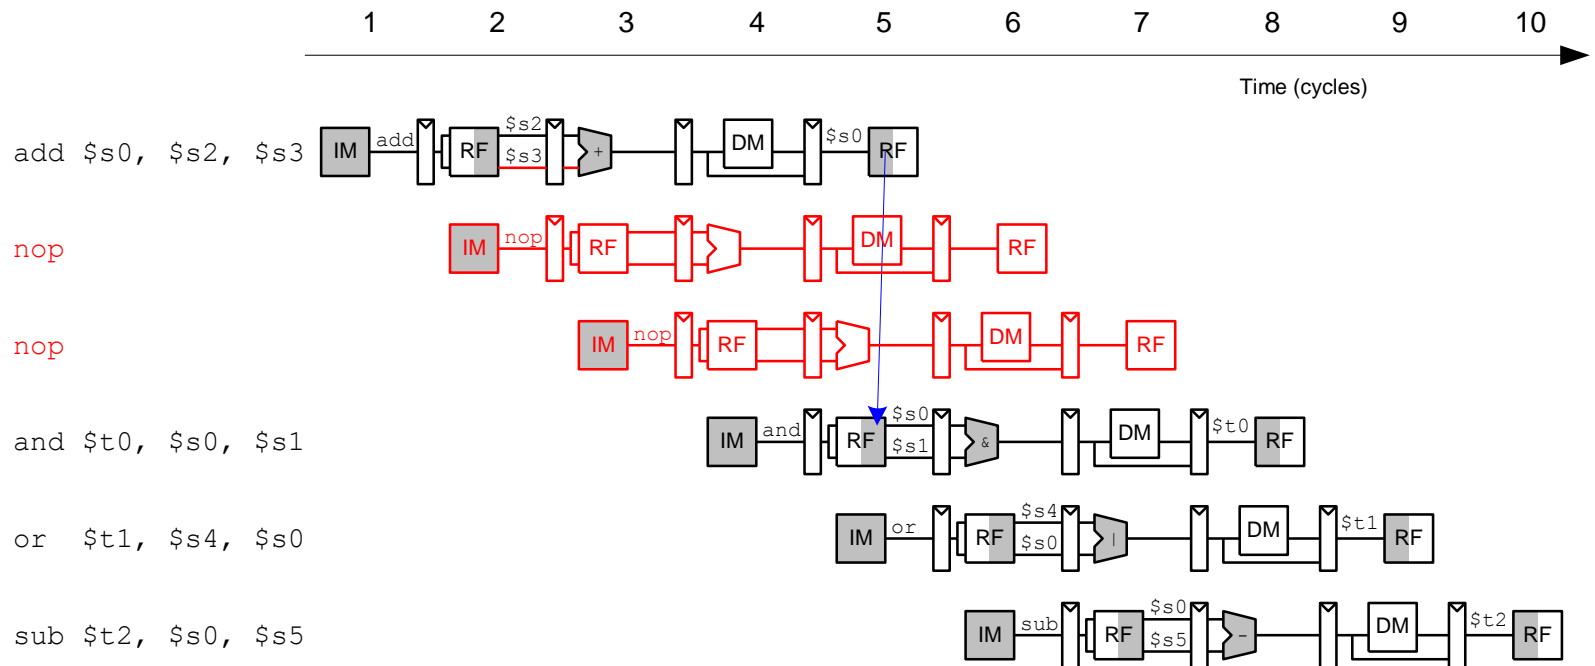 1 2 3 4 5 6 7 8 9 10
Time (cycles)
add $s0, $s2, $s3 IM add RF $s2 $s3 + DM $s0 RF
nop IM nop RF DM RF
nop IM nop RF DM RF
and $t0, $s0, $s1 IM and RF $s0 $s1 & DM $t0 RF
or $t1, $s4, $s0 IM or RF $s4 $s0 | DM $t1 RF
sub $t2, $s0, $s5 IM sub RF $s0 $s5 - DM $t2 RF